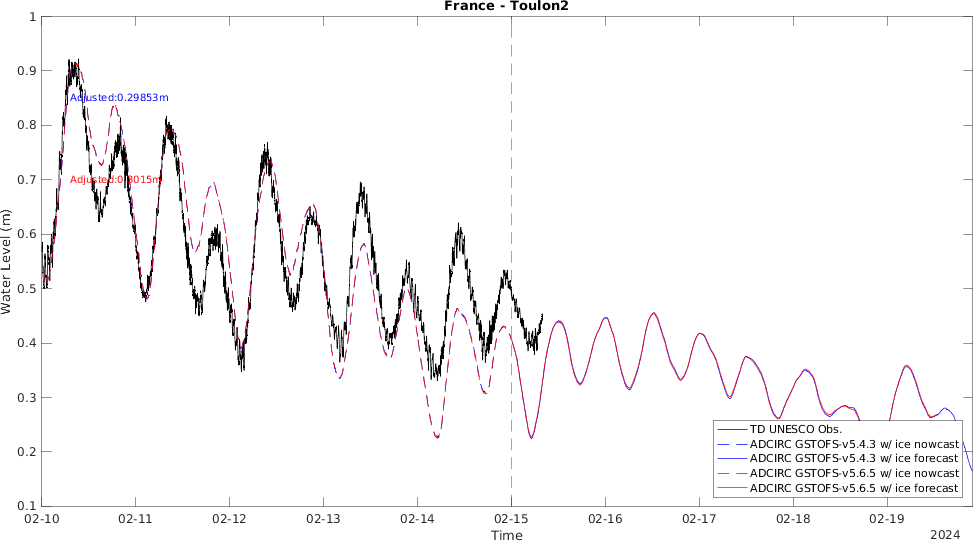 France - Toulon2
Water Level (m)
1
0.9
0.8
0.7
0.6
0.5
0.4
0.3
0.2
0.1
Adjusted:0.29853m
Adjusted:0.3015m
TD UNESCO Obs.
ADCIRC GSTOFS-v5.4.3 w/ ice nowcast
ADCIRC GSTOFS-v5.4.3 w/ ice forecast
ADCIRC GSTOFS-v5.6.5 w/ ice nowcast
ADCIRC GSTOFS-v5.6.5 w/ ice forecast
02-10 02-11 02-12 02-13 02-14 02-15 02-16 02-17 02-18 02-19
Time
2024